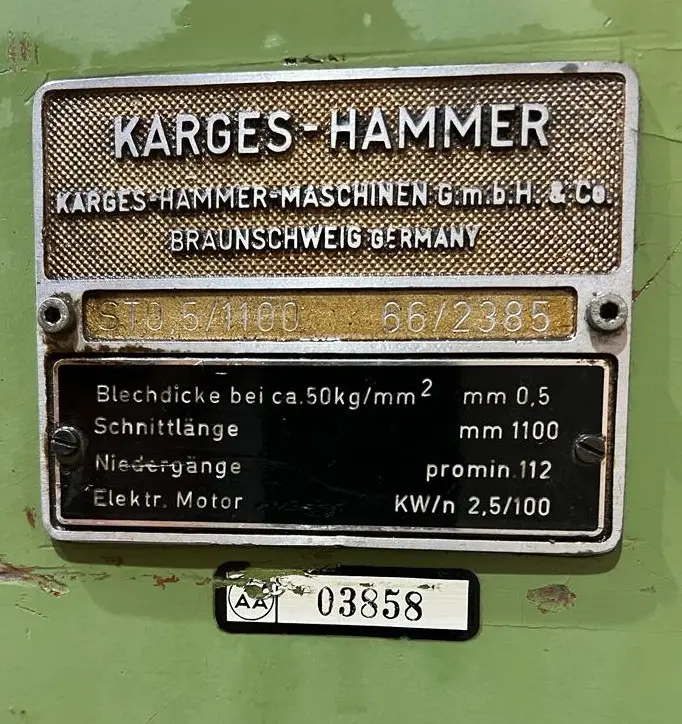 KARGES-HAMMER
KARGES-HAMMER-MASCHINEN G.m.b.H. & Co.
BRAUNSCHWEIG GERMANY
STO 5/1100 66/2385
Blechdicke bei ca.50kg/mm² mm 0,5
Schnittlänge mm 1100
Niedergänge promin.112
Elektr. Motor KW/n 2,5/100
AA 03858